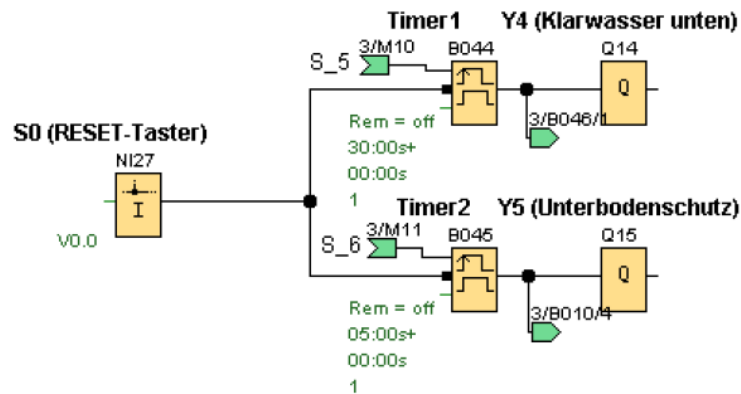 Timer1 Y4 (Klarwasser unten)
S_5 3/M10 B044 Q14
Q
3/B046/1
Rem = off
30:00s+
00:00s
1
S0 (RESET-Taster)
NI27
I
V0.0
Timer2 Y5 (Unterbodenschutz)
S_6 3/M11 B045 Q15
Q
3/B010/4
Rem = off
05:00s+
00:00s
1